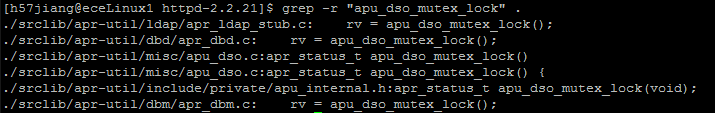 [h57jiang@eceLinux1 httpd-2.2.21]$ grep -r "apu_dso_mutex_lock" .
./srclib/apr-util/ldap/apr_ldap_stub.c:    rv = apu_dso_mutex_lock();
./srclib/apr-util/dbd/apr_dbd.c:    rv = apu_dso_mutex_lock();
./srclib/apr-util/misc/apu_dso.c:apr_status_t apu_dso_mutex_lock()
./srclib/apr-util/misc/apu_dso.c:apr_status_t apu_dso_mutex_lock() {
./srclib/apr-util/include/private/apu_internal.h:apr_status_t apu_dso_mutex_lock(void);
./srclib/apr-util/dbm/apr_dbm.c:    rv = apu_dso_mutex_lock();